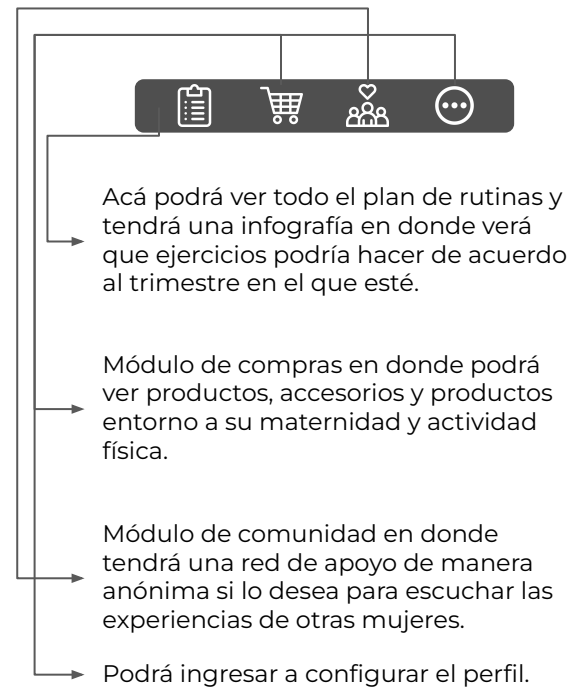 Acá podrá ver todo el plan de rutinas y
tendrá una infografía en donde verá
que ejercicios podría hacer de acuerdo
al trimestre en el que esté.
Módulo de compras en donde podrá
ver productos, accesorios y productos
entorno a su maternidad y actividad
física.
Módulo de comunidad en donde
tendrá una red de apoyo de manera
anónima si lo desea para escuchar las
experiencias de otras mujeres.
Podrá ingresar a configurar el perfil.